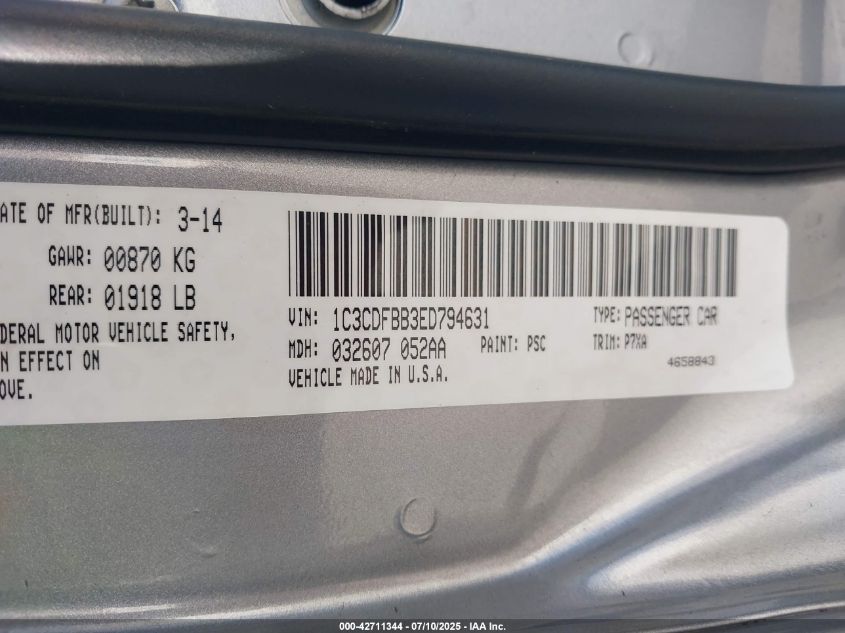 ATE OF MFR(BUILT): 3-14
GAWR: 00870 KG
REAR: 01918 LB
DERAL MOTOR VEHICLE SAFETY,
N EFFECT ON
OVE.
VIN: 1C3CDFBB3ED794631
TYPE: PASSENGER CAR
MDH: 032607 052AA
PAINT: PSC
TRIM: P7XA
VEHICLE MADE IN U.S.A.
4658843
000-42711344 - 07/10/2025 - IAA Inc.